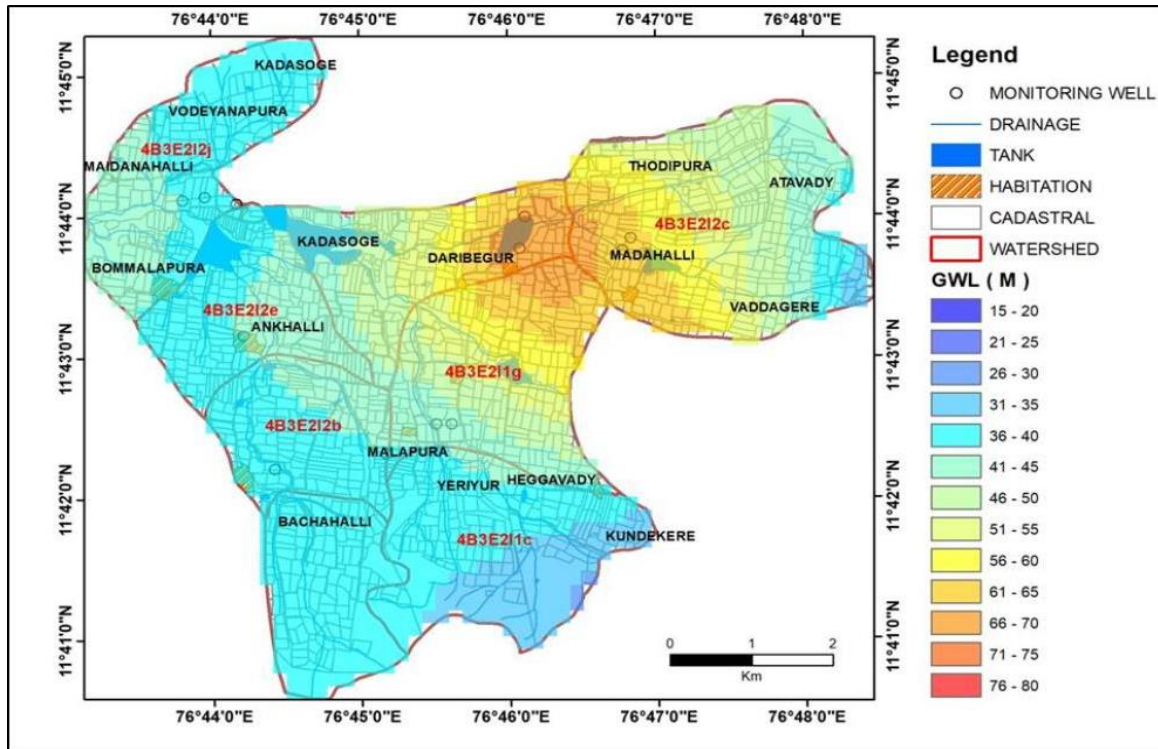 76°44'0"E 76°45'0"E 76°46'0"E 76°47'0"E 76°48'0"E
11°45'0"N
11°44'0"N
11°43'0"N
11°42'0"N
11°41'0"N
KADASOGE
VODEYANAPURA
4B3E2I2j
MAIDANAHALLI
THODIPURA
ATAVADY
4B3E2I2c
KADASOGE
DARIBEGUR
MADAHALLI
BOMMALAPURA
VADDAGERE
4B3E2I2e
ANKHALLI
4B3E2I1g
4B3E2I2b
MALAPURA
YERIYUR
HEGGAVADY
BACHAHALLI
4B3E2I1c
KUNDEKERE
0 1 2
Km
11°45'0"N
11°44'0"N
11°43'0"N
11°42'0"N
11°41'0"N
76°44'0"E 76°45'0"E 76°46'0"E 76°47'0"E 76°48'0"E
Legend
MONITORING WELL
DRAINAGE
TANK
HABITATION
CADASTRAL
WATERSHED
GWL ( M )
15 - 20
21 - 25
26 - 30
31 - 35
36 - 40
41 - 45
46 - 50
51 - 55
56 - 60
61 - 65
66 - 70
71 - 75
76 - 80